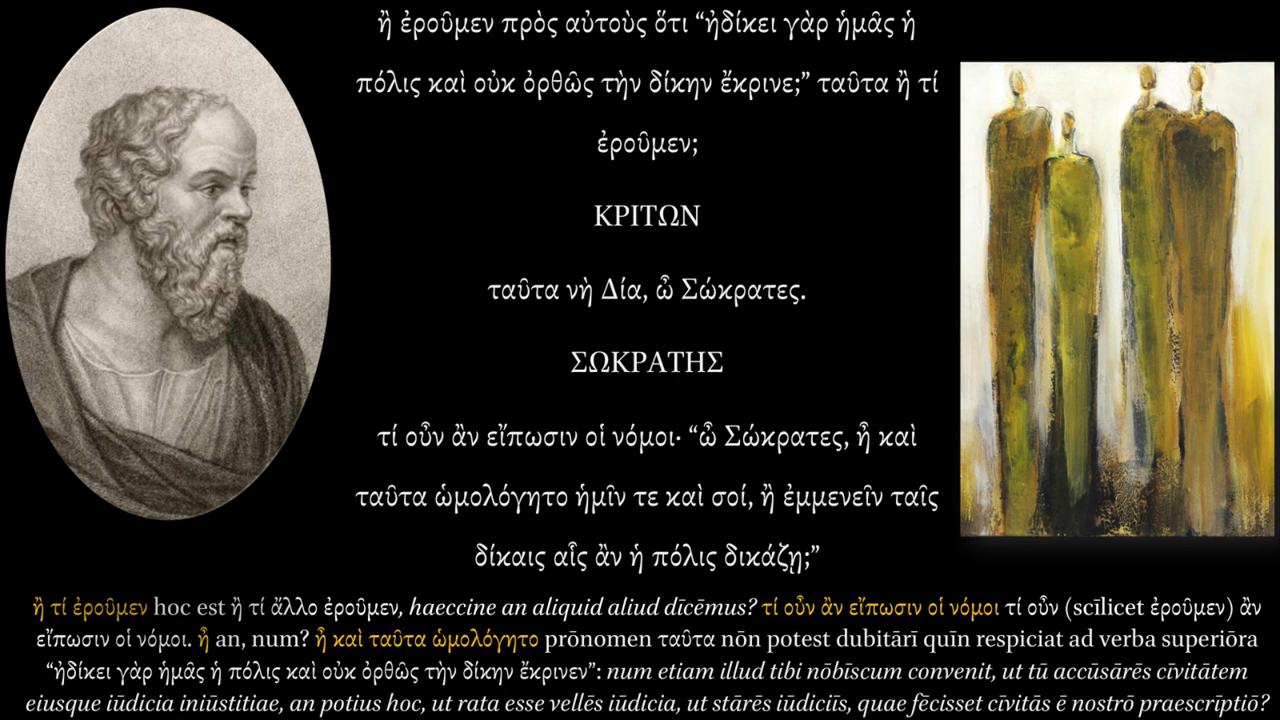 ἢ ἐροῦμεν πρὸς αὐτοὺς ὅτι “ἠδίκει γὰρ ἡμᾶς ἡ
πόλις καὶ οὐκ ὀρθῶς τὴν δίκην ἔκρινε;” ταῦτα ἢ τί
ἐροῦμεν;
ΚΡΙΤΩΝ
ταῦτα νὴ Δία, ὦ Σώκρατες.
ΣΩΚΡΑΤΗΣ
τί οὖν ἂν εἴπωσιν οἱ νόμοι· “ὦ Σώκρατες, ἦ καὶ
ταῦτα ὡμολόγητο ἡμῖν τε καὶ σοί, ἢ ἐμμενεῖν ταῖς
δίκαις αἷς ἂν ἡ πόλις δικάζῃ;”
ἢ τί ἐροῦμεν hoc est ἢ τί ἄλλο ἐροῦμεν, haeccine an aliquid aliud dīcēmus? τί οὖν ἂν εἴπωσιν οἱ νόμοι τί οὖν (scīlicet ἐροῦμεν) ἂν
εἴπωσιν οἱ νόμοι. ἦ an, num? ἦ καὶ ταῦτα ὡμολόγητο prōnomen ταῦτα nōn potest dubitārī quīn respiciat ad verba superiōra
“ἠδίκει γὰρ ἡμᾶς ἡ πόλις καὶ οὐκ ὀρθῶς τὴν δίκην ἔκρινεν”: num etiam illud tibi nōbīscum convenit, ut tū accūsārēs cīvitātem
eiusque iūdicia iniūstitiae, an potius hoc, ut rata esse vellēs iūdicia, ut stārēs iūdiciīs, quae fēcisset cīvitās ē nostrō praescrīptiō?